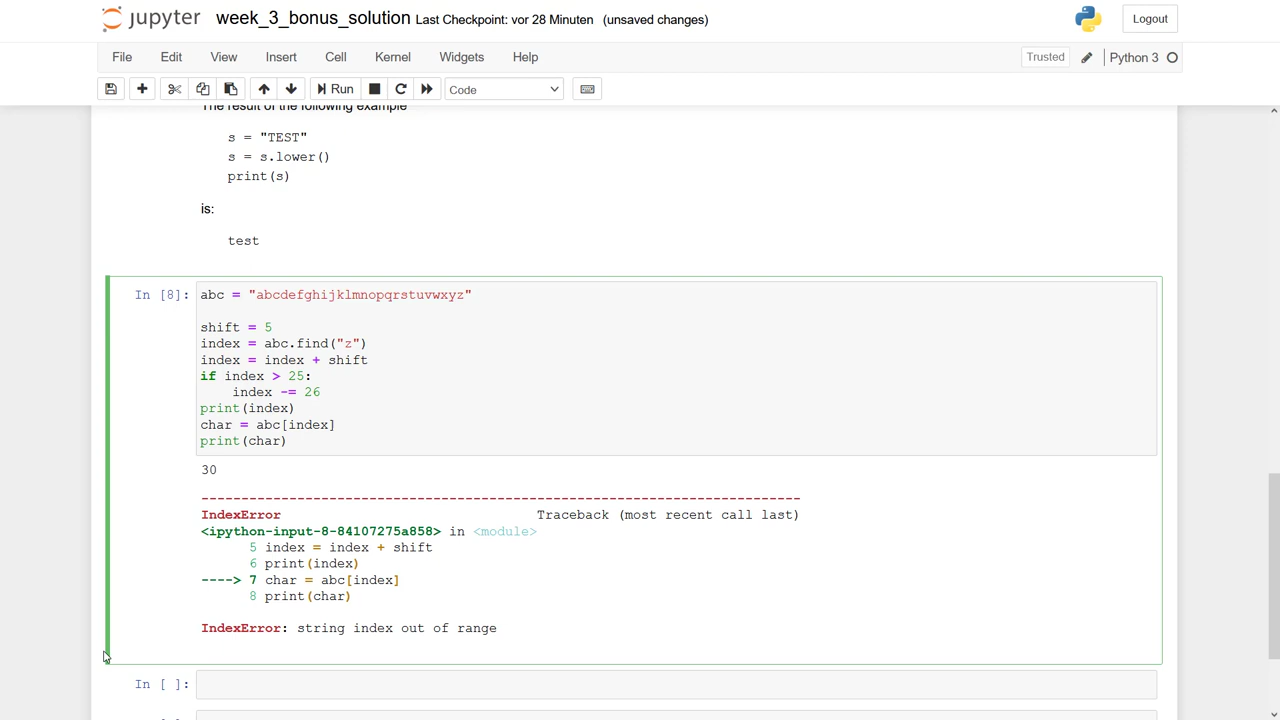 jupyter week_3_bonus_solution Last Checkpoint: vor 28 Minuten (unsaved changes) Logout
File Edit View Insert Cell Kernel Widgets Help Trusted Python 3
Run Code
The result of the following example
s = "TEST"
s = s.lower()
print(s)
is:
test
In [8]: abc = "abcdefghijklmnopqrstuvwxyz"
shift = 5
index = abc.find("z")
index = index + shift
if index > 25:
    index -= 26
print(index)
char = abc[index]
print(char)
30
---------------------------------------------------------------------------
IndexError Traceback (most recent call last)
<ipython-input-8-84107275a858> in <module>
5 index = index + shift
6 print(index)
----> 7 char = abc[index]
8 print(char)
IndexError: string index out of range
In [ ]: